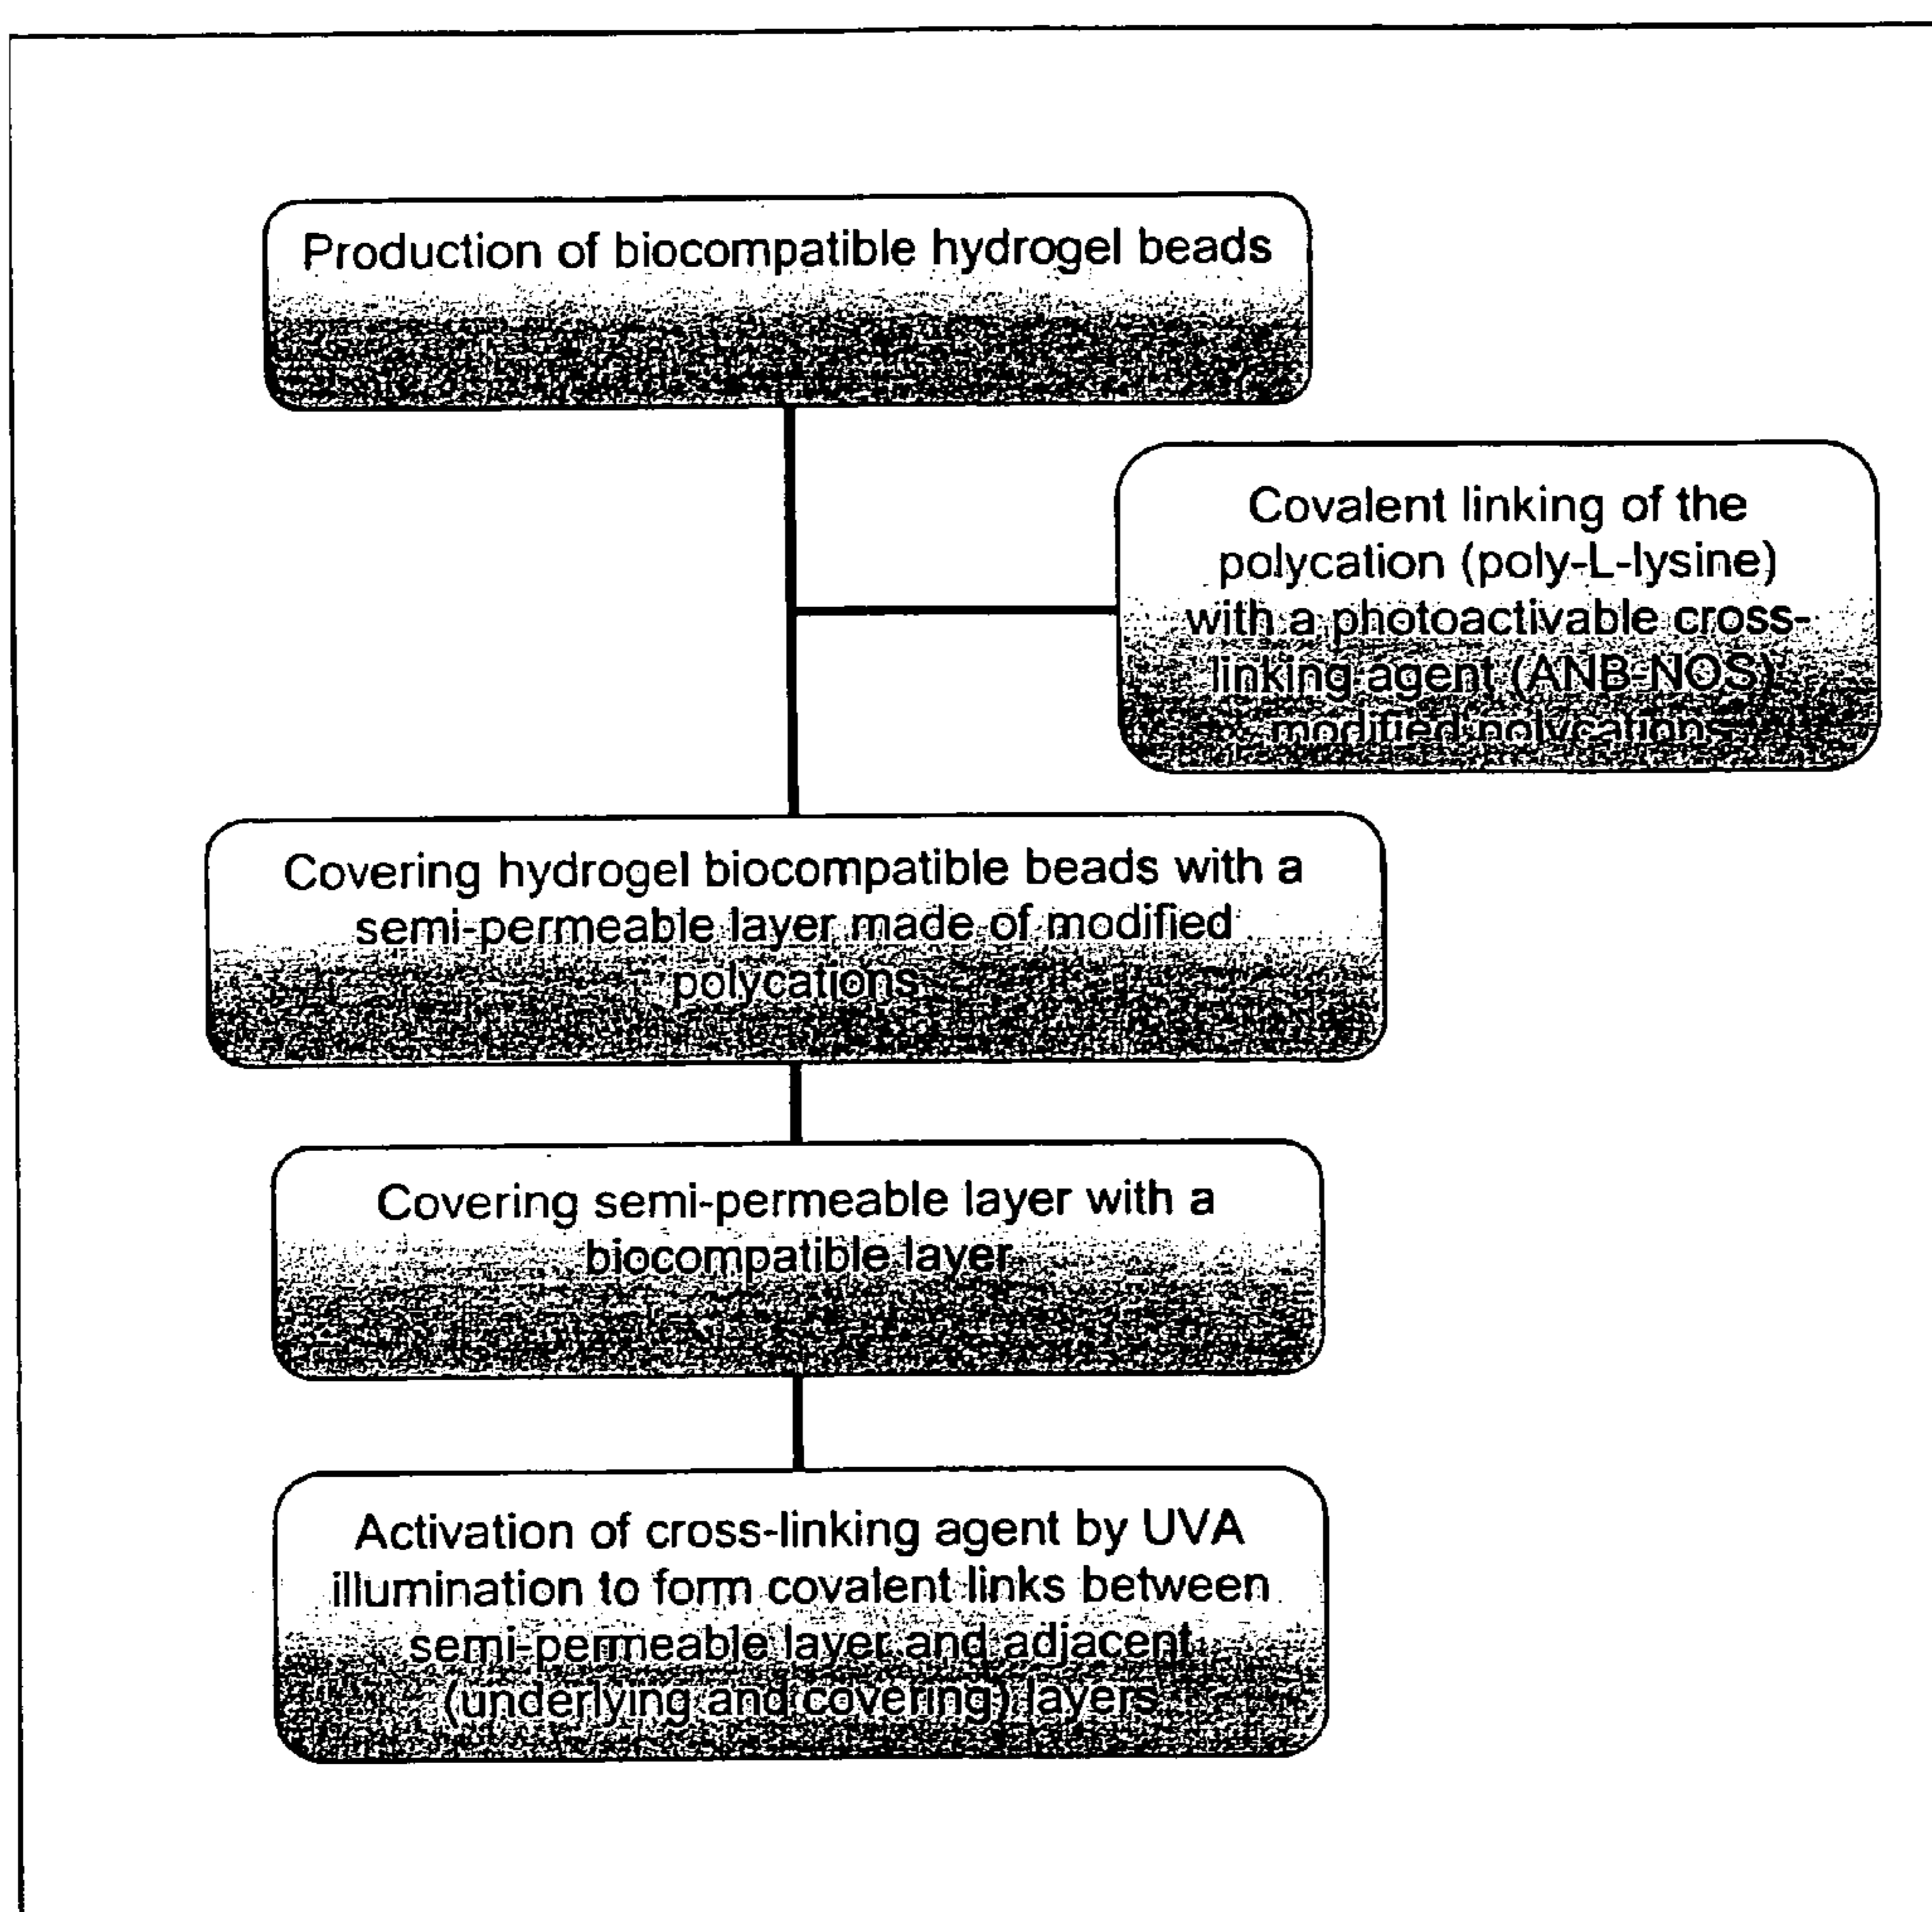 Production of biocompatible hydrogel beads
Covalent linking of the
polycation (poly-L-lysine)
with a photoactivable cross-
linking agent (ANB-NOS)
modified polycations
Covering hydrogel biocompatible beads with a
semi-permeable layer made of modified
polycations
Covering semi-permeable layer with a
biocompatible layer
Activation of cross-linking agent by UVA
illumination to form covalent links between
semi-permeable layer and adjacent
(underlying and covering) layers